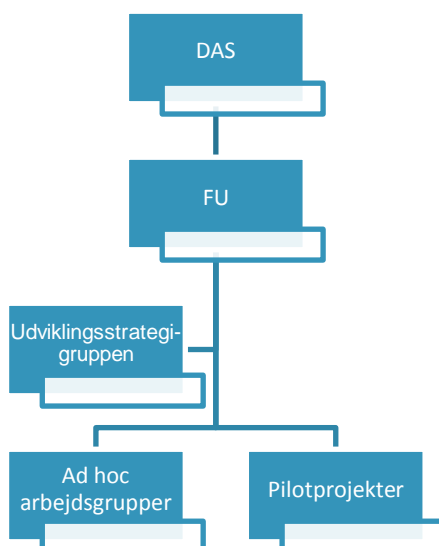 DAS
FU
Udviklingsstrategi-
gruppen
Ad hoc
arbejdsgrupper
Pilotprojekter